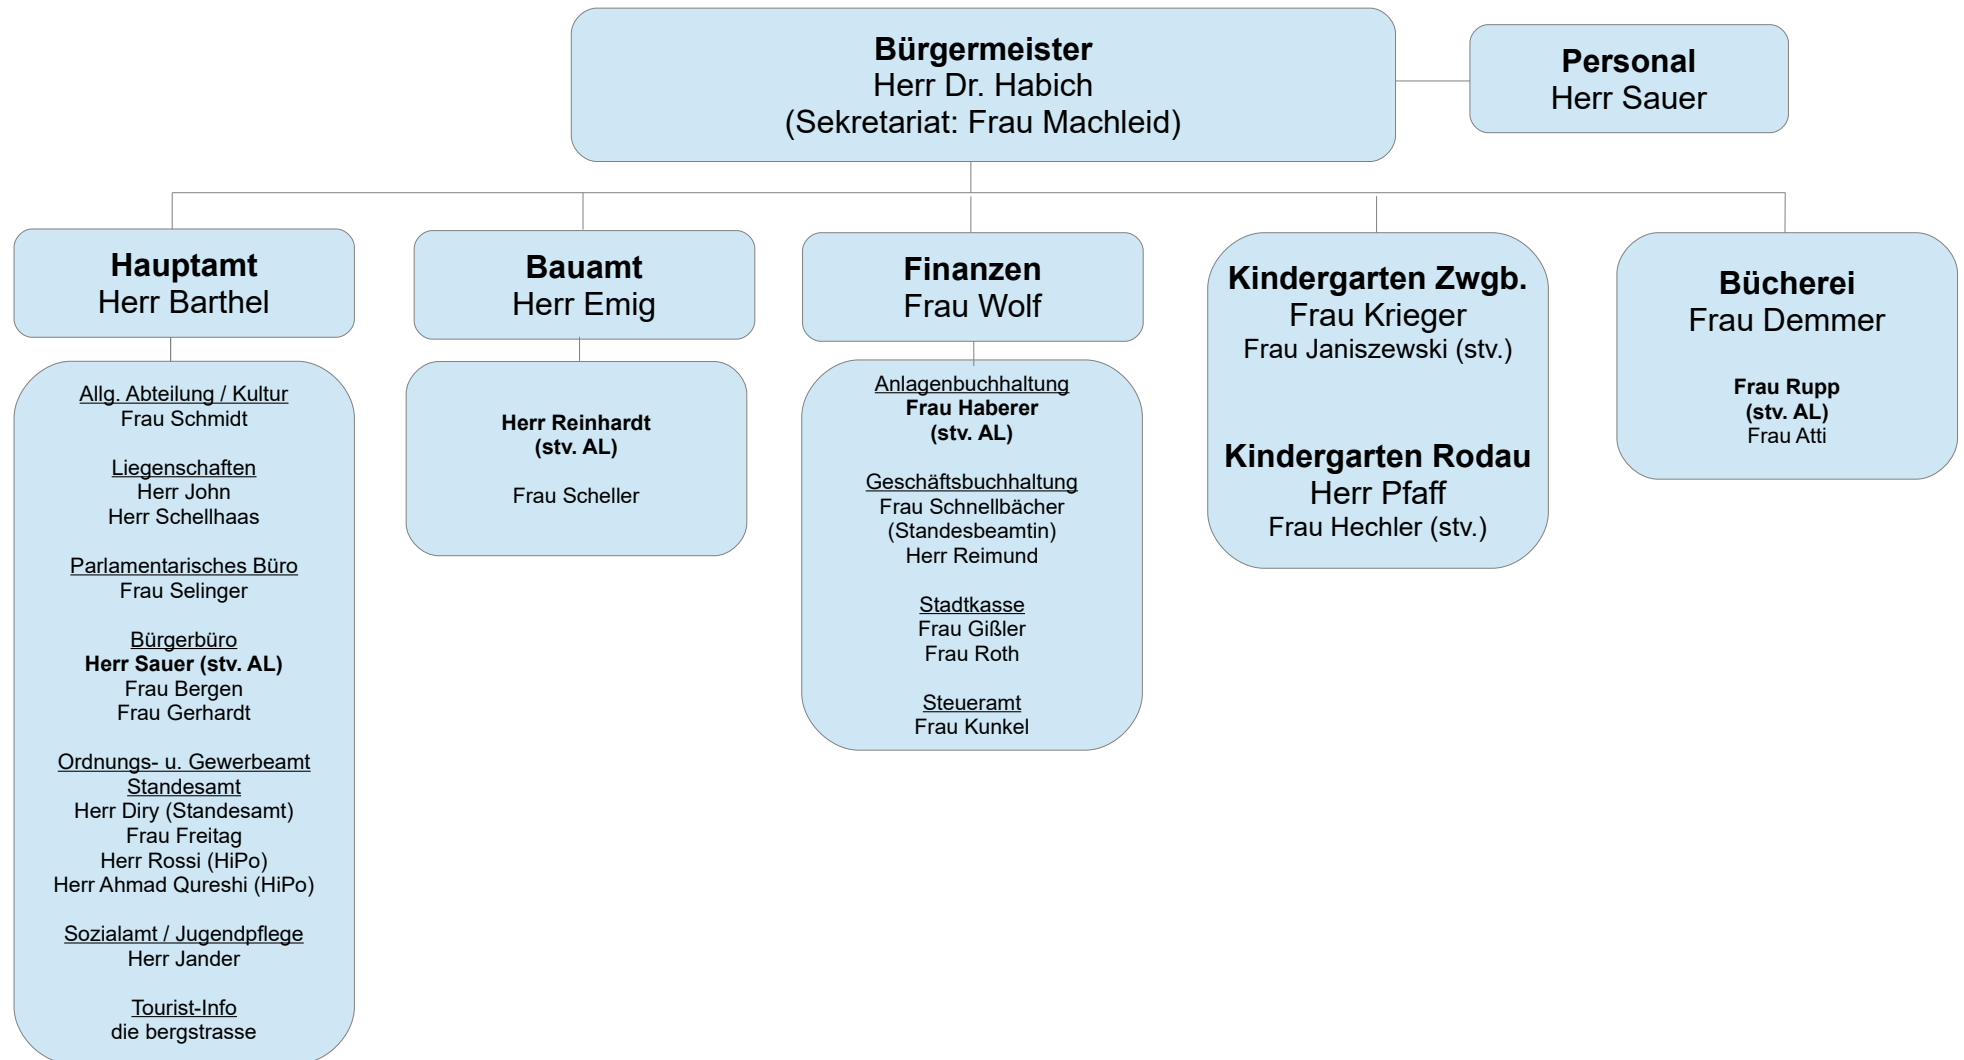 Bürgermeister
Herr Dr. Habich
(Sekretariat: Frau Machleid)
Personal
Herr Sauer
Hauptamt
Herr Barthel
Allg. Abteilung / Kultur
Frau Schmidt
Liegenschaften
Herr John
Herr Schellhaas
Parlamentarisches Büro
Frau Selinger
Bürgerbüro
Herr Sauer (stv. AL)
Frau Bergen
Frau Gerhardt
Ordnungs- u. Gewerbeamt
Standesamt
Herr Diry (Standesamt)
Frau Freitag
Herr Rossi (HiPo)
Herr Ahmad Qureshi (HiPo)
Sozialamt / Jugendpflege
Herr Jander
Tourist-Info
die bergstrasse
Bauamt
Herr Emig
Herr Reinhardt
(stv. AL)
Frau Scheller
Finanzen
Frau Wolf
Anlagenbuchhaltung
Frau Haberer
(stv. AL)
Geschäftsbuchhaltung
Frau Schnellbächer
(Standesbeamtin)
Herr Reimund
Stadtkasse
Frau Gißler
Frau Roth
Steueramt
Frau Kunkel
Kindergarten Zwgb.
Frau Krieger
Frau Janiszewski (stv.)
Kindergarten Rodau
Herr Pfaff
Frau Hechler (stv.)
Bücherei
Frau Demmer
Frau Rupp
(stv. AL)
Frau Atti